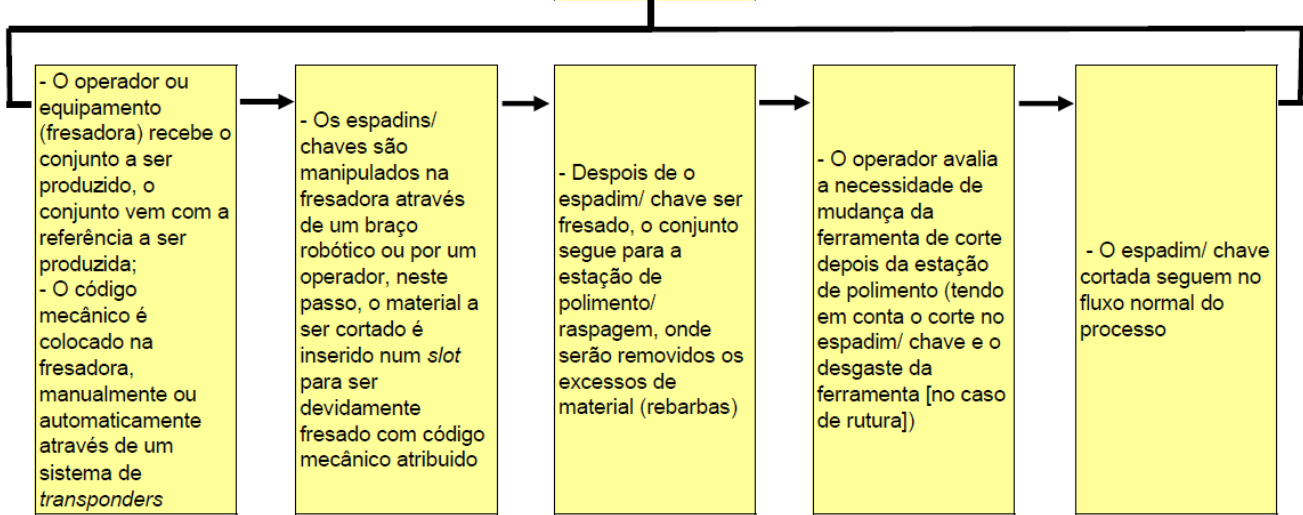 - O operador ou
equipamento
(fresadora) recebe o
conjunto a ser
produzido, o
conjunto vem com a
referência a ser
produzida;
- O código
mecânico é
colocado na
fresadora,
manualmente ou
automaticamente
através de um
sistema de
transponders
- Os espadins/
chaves são
manipulados na
fresadora através
de um braço
robótico ou por um
operador, neste
passo, o material a
ser cortado é
inserido num slot
para ser
devidamente
fresado com código
mecânico atribuido
- Despois de o
espadim/ chave ser
fresado, o conjunto
segue para a
estação de
polimento/
raspagem, onde
serão removidos os
excessos de
material (rebarbas)
- O operador avalia
a necessidade de
mudança da
ferramenta de corte
depois da estação
de polimento (tendo
em conta o corte no
espadim/ chave e o
desgaste da
ferramenta [no caso
de rutura])
- O espadim/ chave
cortada seguem no
fluxo normal do
processo